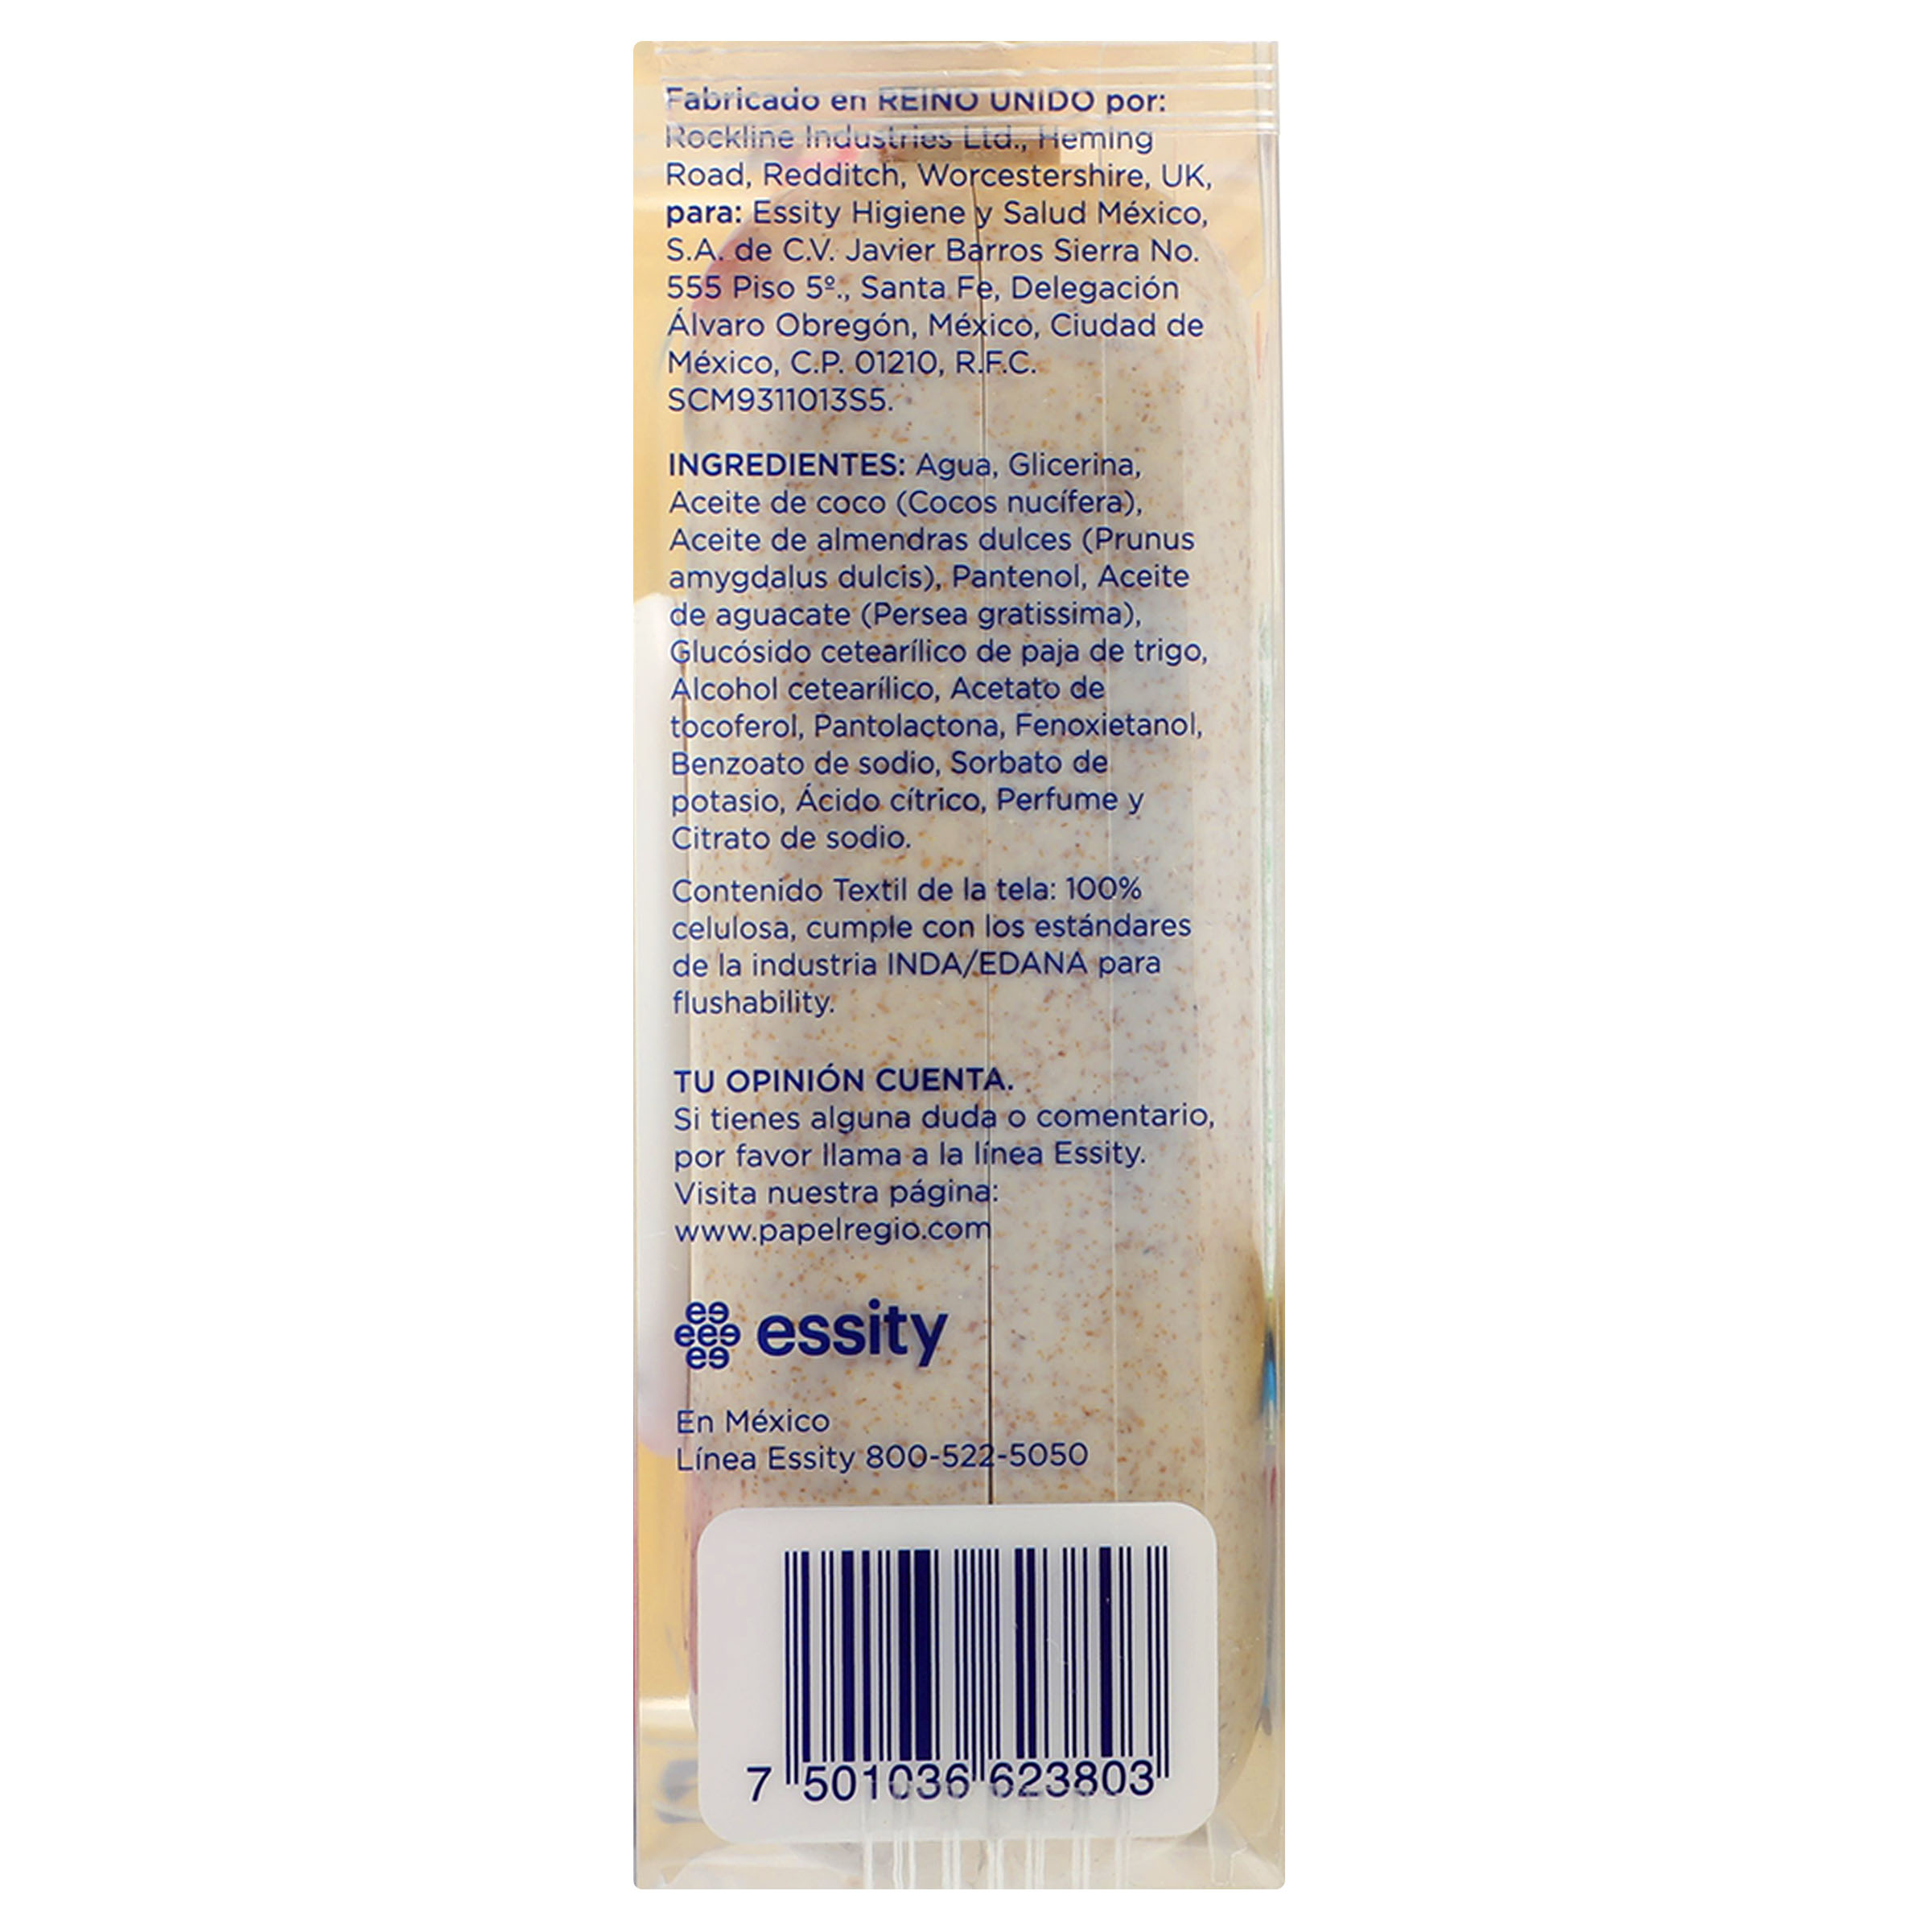 Fabricado en REINO UNIDO por:
Rockline Industries Ltd., Heming
Road, Redditch, Worcestershire, UK,
para: Essity Higiene y Salud México,
S.A. de C.V. Javier Barros Sierra No.
555 Piso 5º., Santa Fe, Delegación
Álvaro Obregón, México, Ciudad de
México, C.P. 01210, R.F.C.
SCM9311013S5.
INGREDIENTES: Agua, Glicerina,
Aceite de coco (Cocos nucífera),
Aceite de almendras dulces (Prunus
amygdalus dulcis), Pantenol, Aceite
de aguacate (Persea gratissima),
Glucósido cetearílico de paja de trigo,
Alcohol cetearílico, Acetato de
tocoferol, Pantolactona, Fenoxietanol,
Benzoato de sodio, Sorbato de
potasio, Ácido cítrico, Perfume y
Citrato de sodio.
Contenido Textil de la tela: 100%
celulosa, cumple con los estándares
de la industria INDA/EDANA para
flushability.
TU OPINIÓN CUENTA.
Si tienes alguna duda o comentario,
por favor llama a la línea Essity.
Visita nuestra página:
www.papelregio.com
essity
En México
Línea Essity 800-522-5050
7 501036 623803